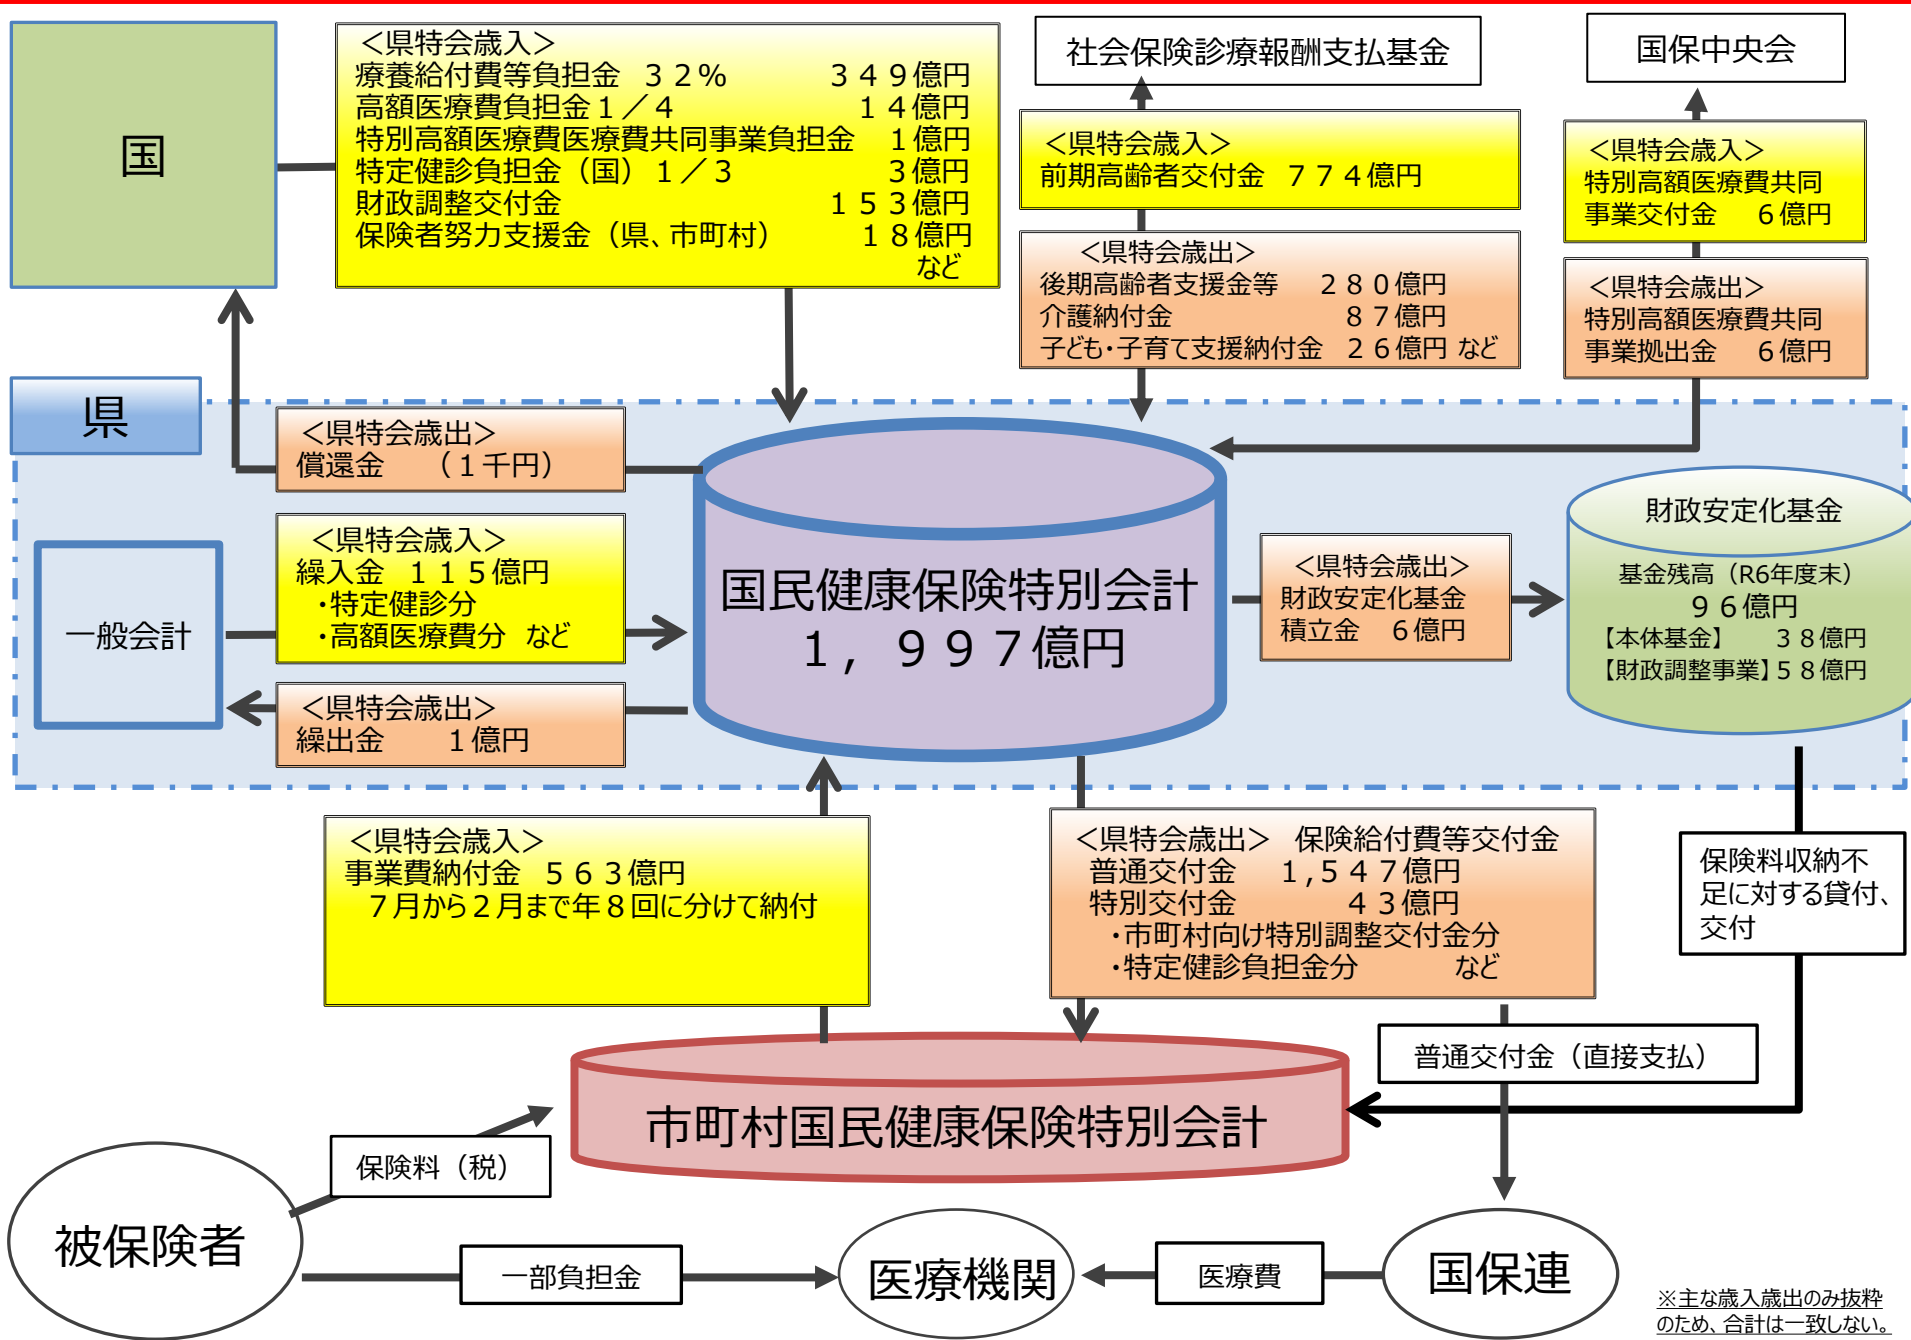 国
＜県特会歳入＞
療養給付費等負担金　３２％　　　３４９億円
高額医療費負担金１／４　　　　　１４億円
特別高額医療費医療費共同事業負担金　１億円
特定健診負担金（国）１／３　　　　３億円
財政調整交付金　　　　　　　１５３億円
保険者努力支援金（県、市町村）　　１８億円
など
社会保険診療報酬支払基金
＜県特会歳入＞
前期高齢者交付金　７７４億円
＜県特会歳出＞
後期高齢者支援金等　２８０億円
介護納付金　　　　　　８７億円
子ども・子育て支援納付金　２６億円 など
国保中央会
＜県特会歳入＞
特別高額医療費共同
事業交付金　６億円
＜県特会歳出＞
特別高額医療費共同
事業拠出金　６億円
県
＜県特会歳出＞
償還金　（１千円）
一般会計
＜県特会歳入＞
繰入金　１１５億円
・特定健診分
・高額医療費分　など
＜県特会歳出＞
繰出金　　１億円
国民健康保険特別会計
１，９９７億円
＜県特会歳出＞
財政安定化基金
積立金　６億円
財政安定化基金
基金残高（R6年度末）
９６億円
【本体基金】　３８億円
【財政調整事業】５８億円
＜県特会歳入＞
事業費納付金　５６３億円
７月から２月まで年８回に分けて納付
＜県特会歳出＞　保険給付費等交付金
普通交付金　１,５４７億円
特別交付金　　　４３億円
・市町村向け特別調整交付金分
・特定健診負担金分　　　など
保険料収納不
足に対する貸付、
交付
普通交付金（直接支払）
市町村国民健康保険特別会計
保険料（税）
被保険者
一部負担金
医療機関
医療費
国保連
※主な歳入歳出のみ抜粋
のため、合計は一致しない。